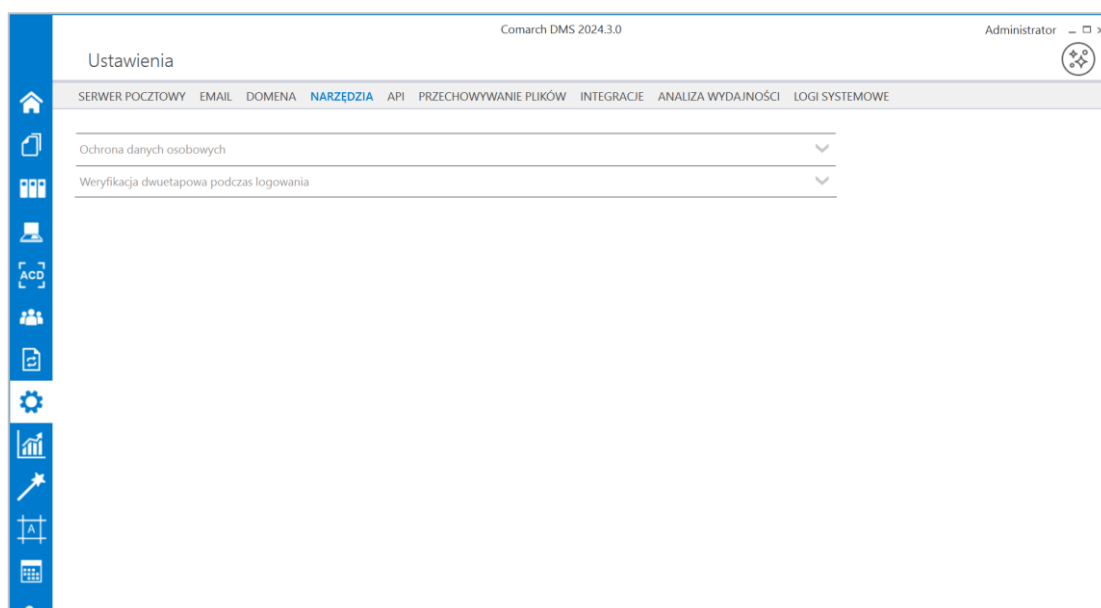 Comarch DMS 2024.3.0 Administrator
Ustawienia
SERWER POCZTOWY EMAIL DOMENA NARZĘDZIA API PRZECHOWYWANIE PLIKÓW INTEGRACJE ANALIZA WYDAJNOŚCI LOGI SYSTEMOWE
Ochrona danych osobowych
Weryfikacja dwuetapowa podczas logowania
ACD
A